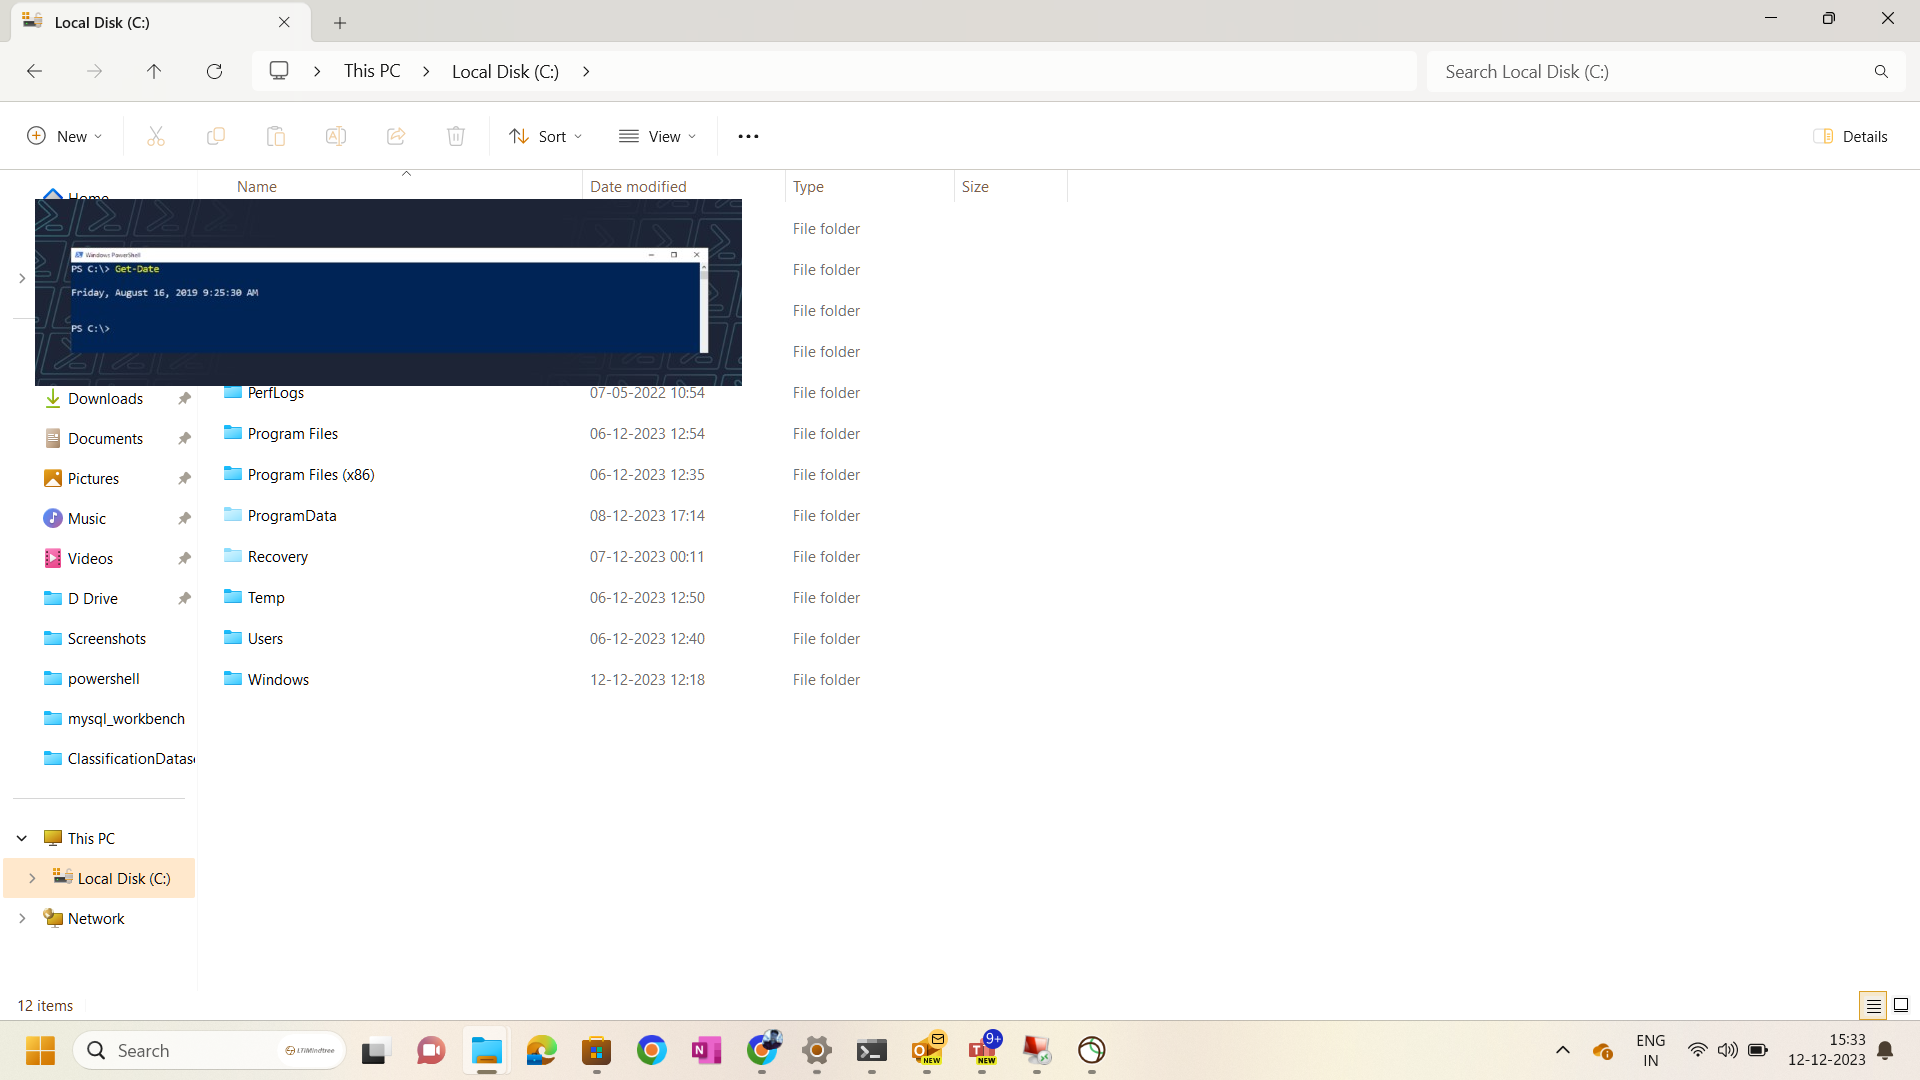 Local Disk (C:)
This PC
Local Disk (C:)
Search Local Disk (C:)
New
Sort
View
Details
Name
Date modified
Type
Size
Home
File folder
File folder
File folder
File folder
Windows PowerShell
PS C:\> Get-Date
Friday, August 16, 2019 9:25:30 AM
PS C:\>
PerfLogs 07-05-2022 10:54 File folder
Program Files 06-12-2023 12:54 File folder
Program Files (x86) 06-12-2023 12:35 File folder
ProgramData 08-12-2023 17:14 File folder
Recovery 07-12-2023 00:11 File folder
Temp 06-12-2023 12:50 File folder
Users 06-12-2023 12:40 File folder
Windows 12-12-2023 12:18 File folder
Downloads
Documents
Pictures
Music
Videos
D Drive
Screenshots
powershell
mysql_workbench
ClassificationDatas
This PC
Local Disk (C:)
Network
12 items
Search
LTIMindtree
NEW
9+
NEW
ENG
IN
15:33
12-12-2023